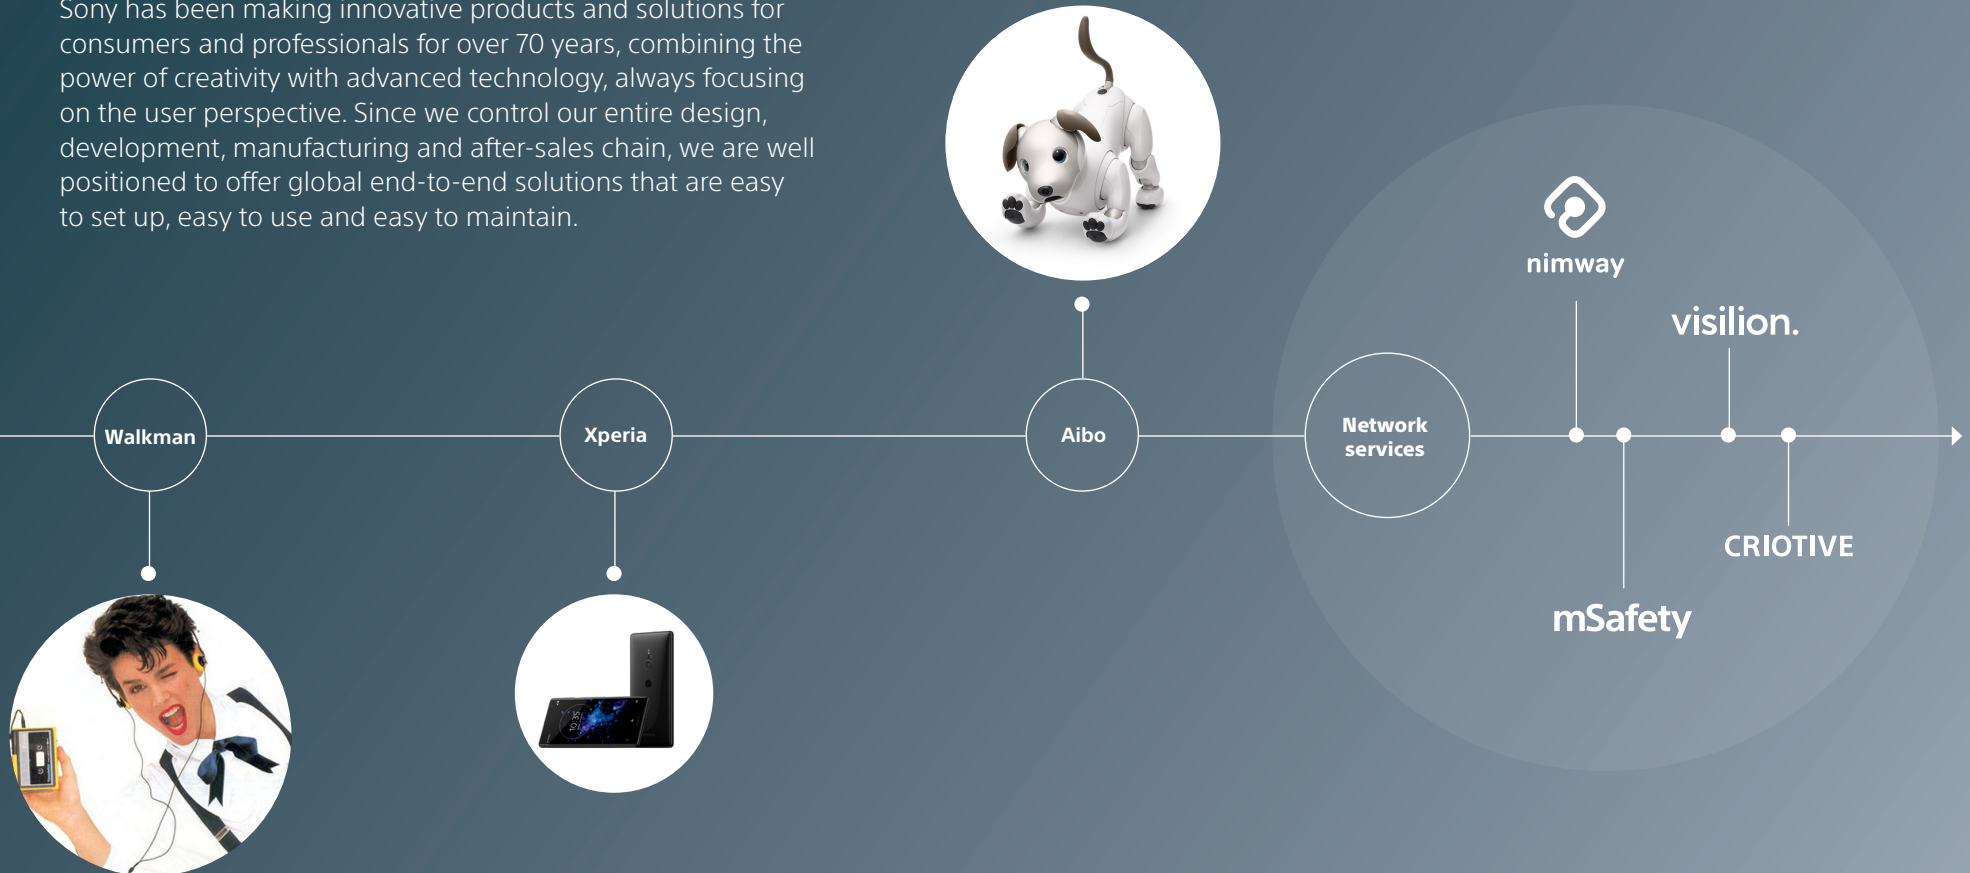 Sony has been making innovative products and solutions for
consumers and professionals for over 70 years, combining the
power of creativity with advanced technology, always focusing
on the user perspective. Since we control our entire design,
development, manufacturing and after-sales chain, we are well
positioned to offer global end-to-end solutions that are easy
to set up, easy to use and easy to maintain.
nimway
visilion.
Walkman
Xperia
Aibo
Network
services
CRIOTIVE
mSafety
10:35